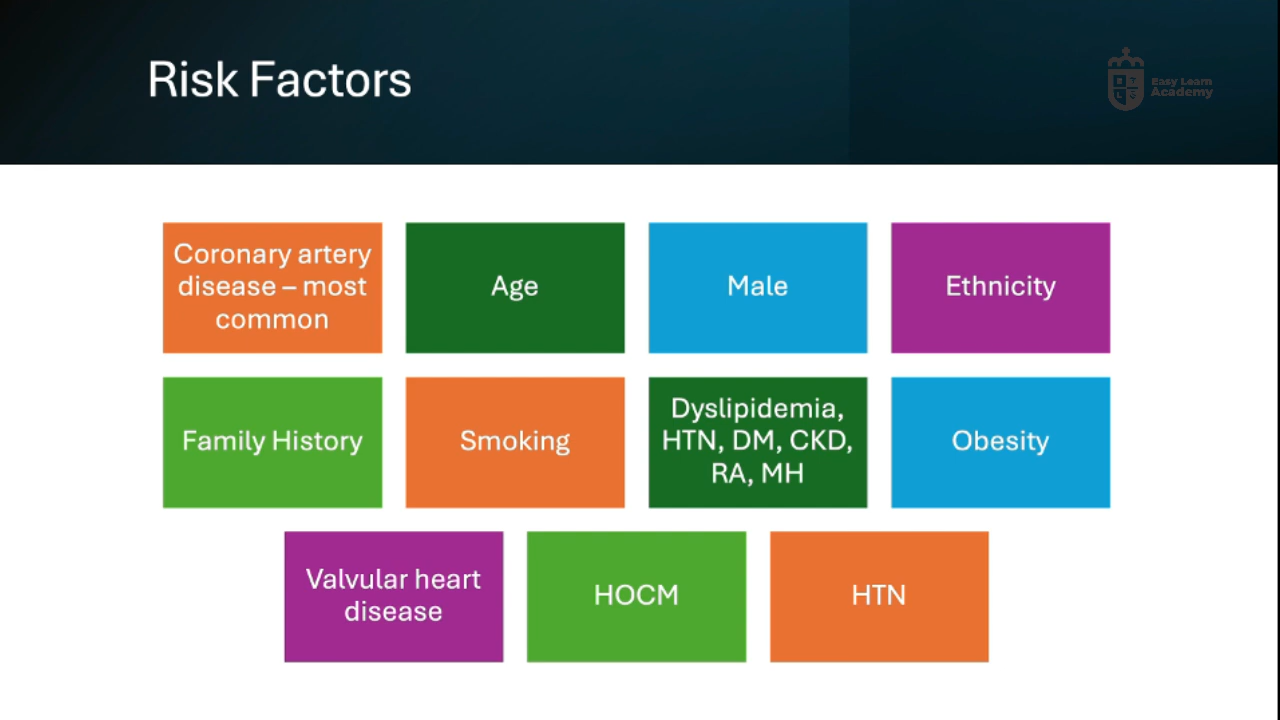 Risk Factors
Easy Learn
Academy
Coronary artery
disease – most
common
Age
Male
Ethnicity
Family History
Smoking
Dyslipidemia,
HTN, DM, CKD,
RA, MH
Obesity
Valvular heart
disease
HOCM
HTN